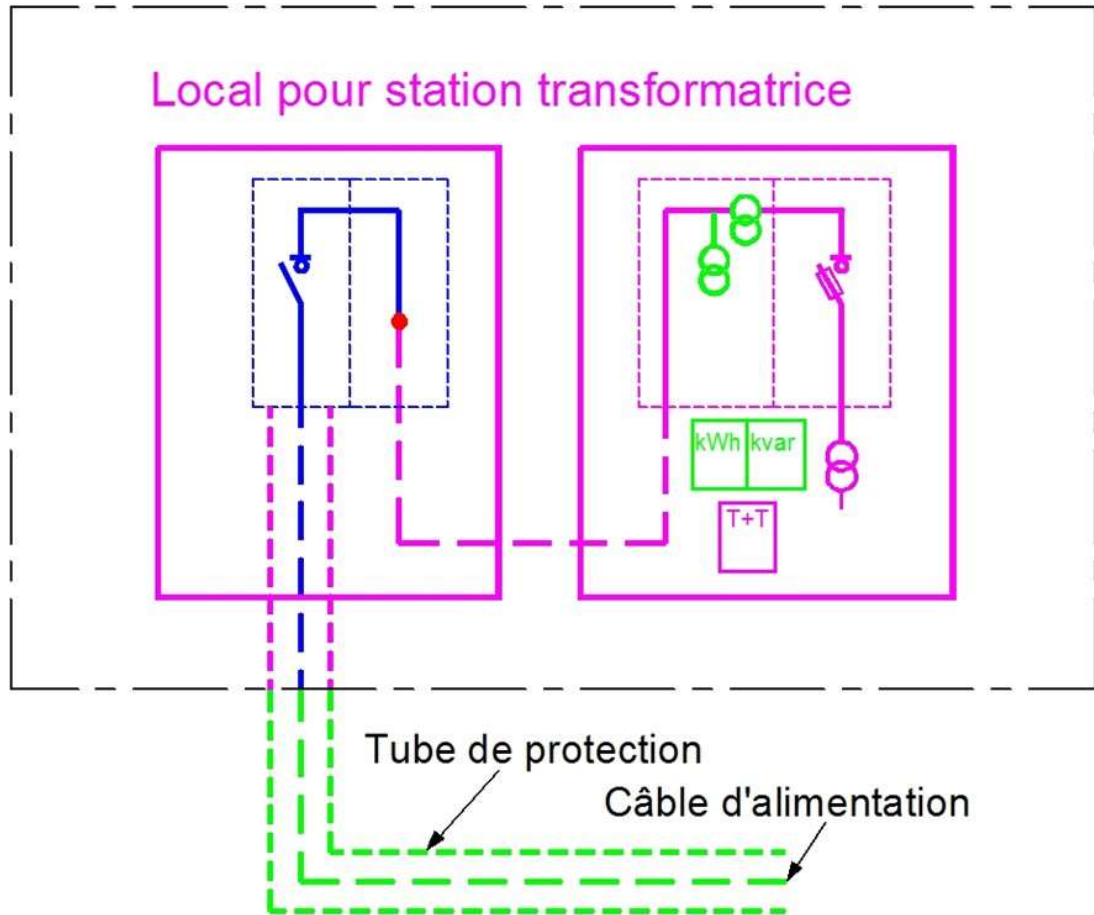 Local pour station transformatrice
kWh kvar
T+T
Tube de protection
Câble d'alimentation